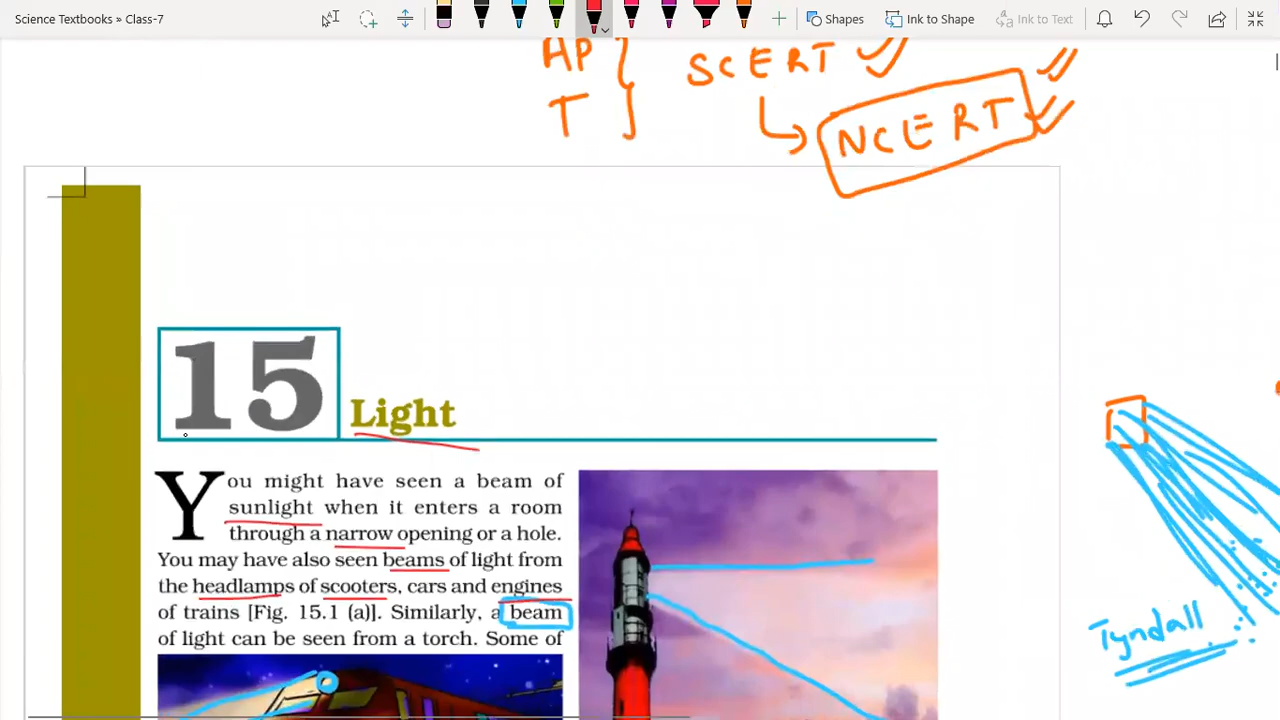 Science Textbooks » Class-7
Shapes
Ink to Shape
Ink to Text
AP
T
SCERT
NCERT
15
Light
You might have seen a beam of
sunlight when it enters a room
through a narrow opening or a hole.
You may have also seen beams of light from
the headlamps of scooters, cars and engines
of trains [Fig. 15.1 (a)]. Similarly, a beam
of light can be seen from a torch. Some of
Tyndall